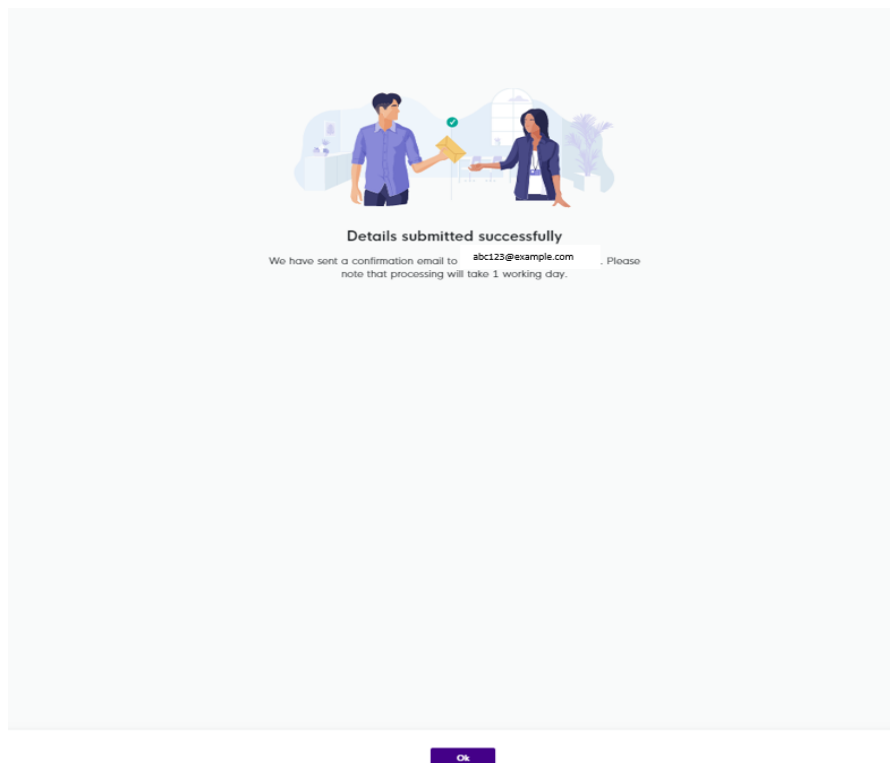 Details submitted successfully
We have sent a confirmation email to abc123@example.com . Please
note that processing will take 1 working day.
Ok